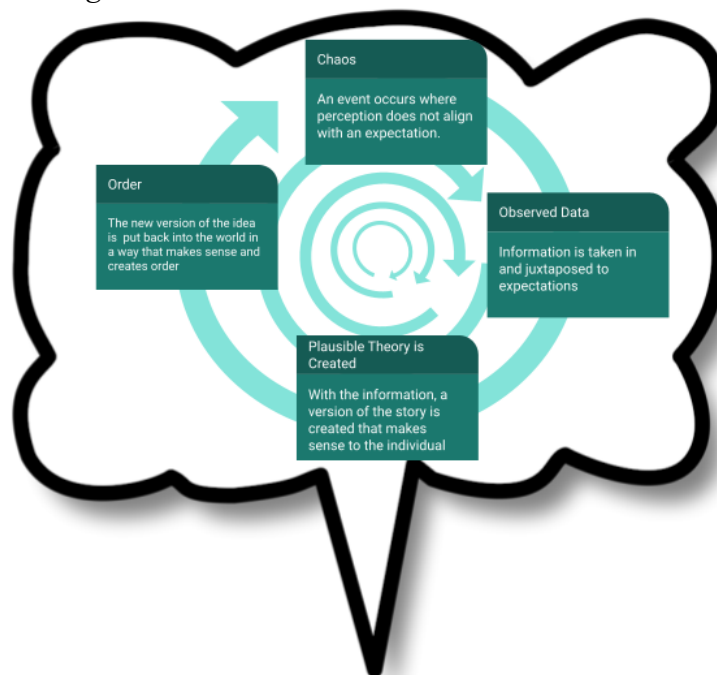 Chaos
An event occurs where
perception does not align
with an expectation.
Order
The new version of the idea
is put back into the world in
a way that makes sense and
creates order
Observed Data
Information is taken in
and juxtaposed to
expectations
Plausible Theory is
Created
With the information, a
version of the story is
created that makes
sense to the individual